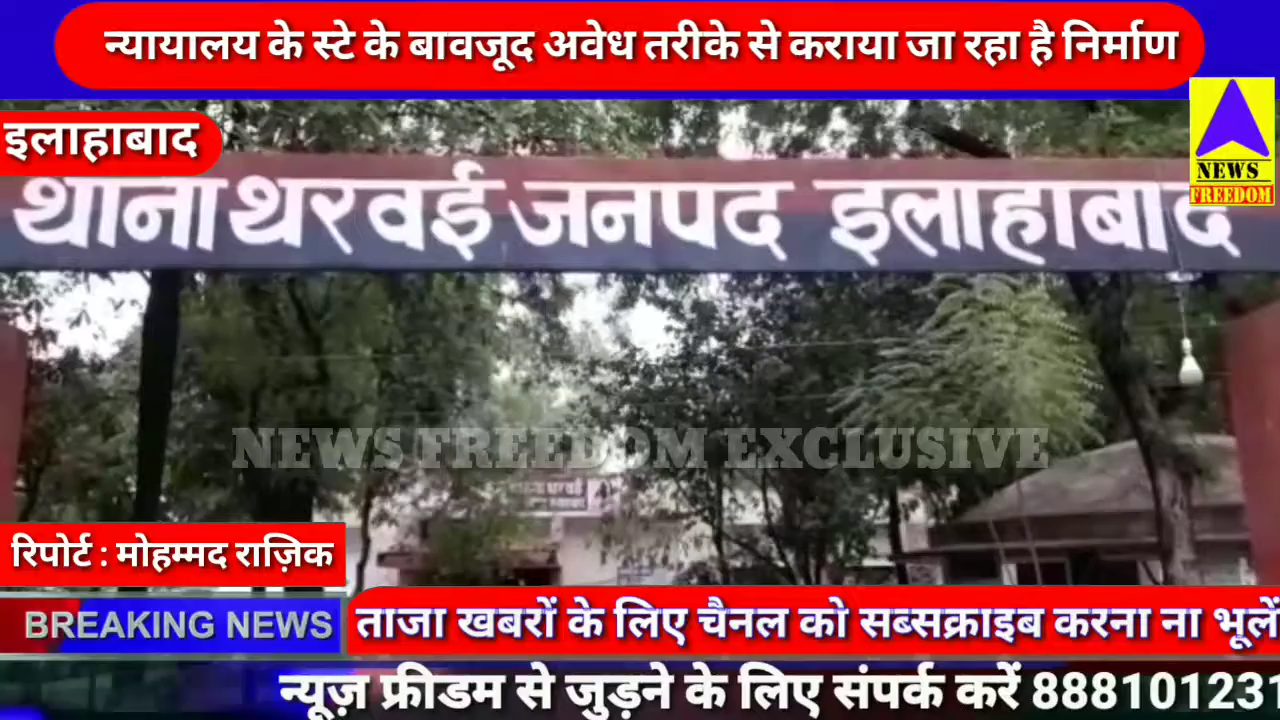 न्यायालय के स्टे के बावजूद अवेध तरीके से कराया जा रहा है निर्माण
इलाहाबाद
NEWS
FREEDOM
थाना थरवई जनपद इलाहाबाद
NEWS FREEDOM EXCLUSIVE
थरवई
रिपोर्ट : मोहम्मद राज़िक
BREAKING NEWS
ताजा खबरों के लिए चैनल को सब्सक्राइब करना ना भूलें
न्यूज़ फ्रीडम से जुड़ने के लिए संपर्क करें 888101231